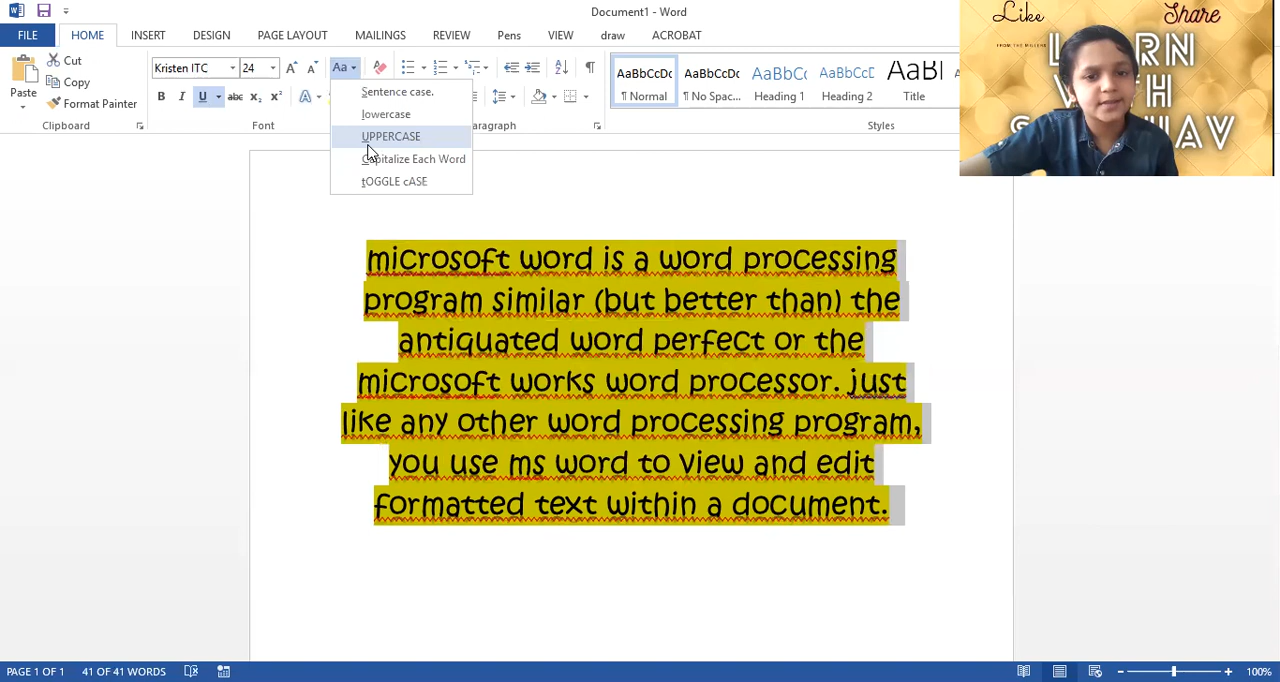 Document1 - Word
FILE HOME INSERT DESIGN PAGE LAYOUT MAILINGS REVIEW Pens VIEW draw ACROBAT
Cut
Copy
Format Painter
Paste
Clipboard
Kristen ITC 24 Aa
Font
Sentence case.
lowercase
UPPERCASE
Capitalize Each Word
tOGGLE cASE
aragraph
AaBbCcDc AaBbCcDc AaBbCc AaBbCcD AaBl
¶ Normal ¶ No Spac... Heading 1 Heading 2 Title
Styles
Like Share
LEARN
WITH
microsoft word is a word processing
program similar (but better than) the
antiquated word perfect or the
microsoft works word processor. just
like any other word processing program,
you use ms word to view and edit
formatted text within a document.
PAGE 1 OF 1 41 OF 41 WORDS 100%